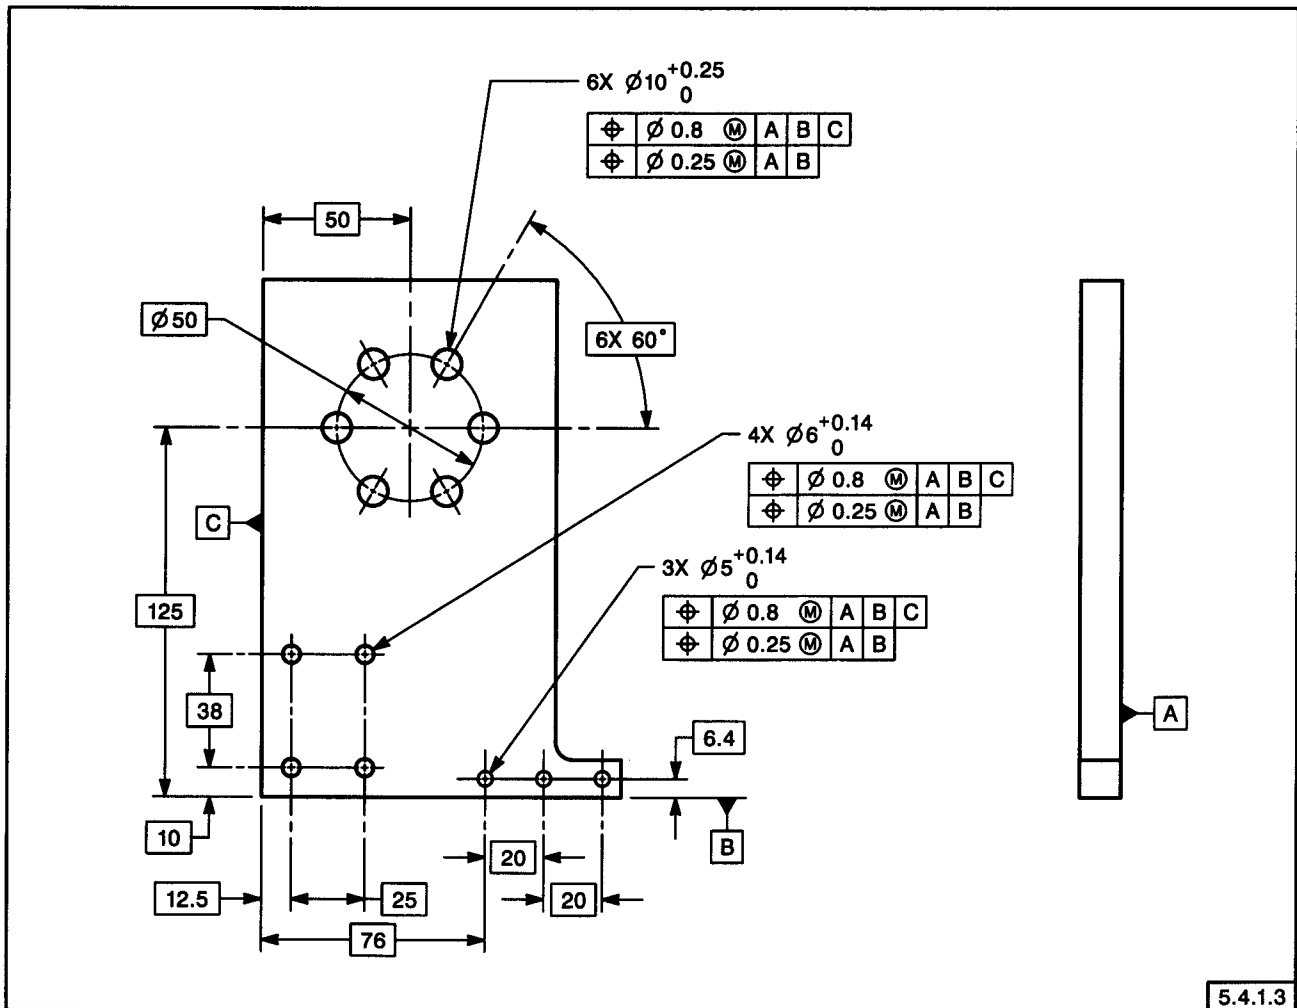 6X ⌀10 +0.25 0
⌖ ⌀ 0.8 Ⓜ A B C
⌖ ⌀ 0.25 Ⓜ A B
50
⌀50
6X 60°
4X ⌀6 +0.14 0
⌖ ⌀ 0.8 Ⓜ A B C
⌖ ⌀ 0.25 Ⓜ A B
C
3X ⌀5 +0.14 0
⌖ ⌀ 0.8 Ⓜ A B C
⌖ ⌀ 0.25 Ⓜ A B
125
38
A
6.4
10
B
20
12.5
25
20
76
5.4.1.3